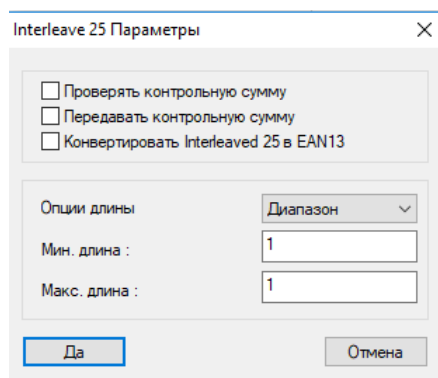 Interleave 25 Параметры
Проверять контрольную сумму
Передавать контрольную сумму
Конвертировать Interleaved 25 в EAN13
Опции длины Диапазон
Мин. длина : 1
Макс. длина : 1
Да Отмена